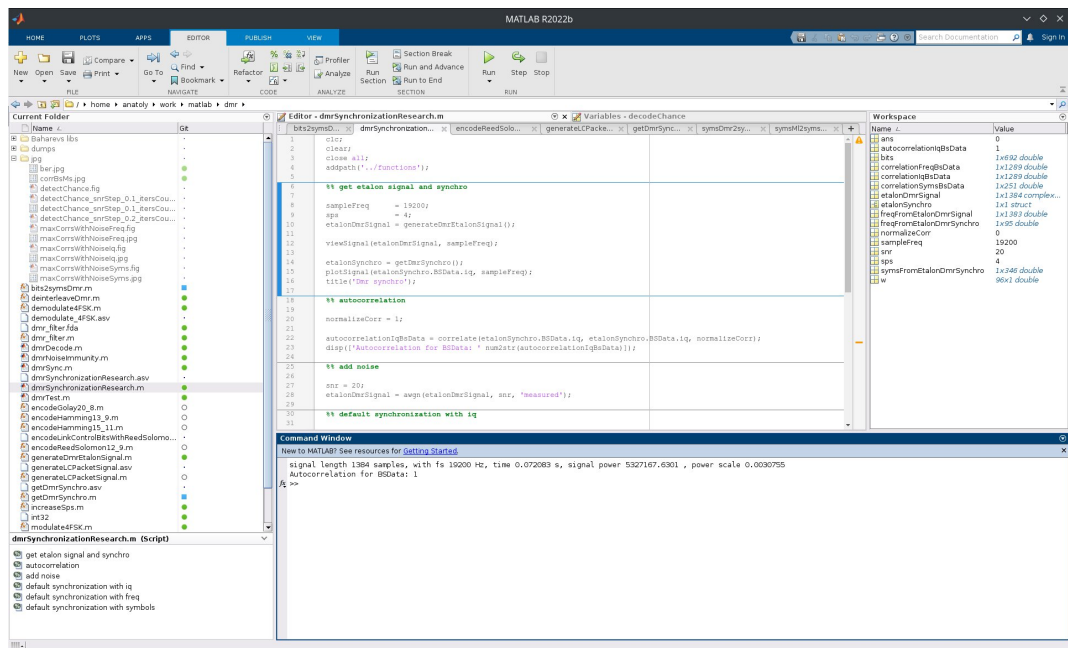 MATLAB R2022b
HOME PLOTS APPS EDITOR PUBLISH VIEW Search Documentation Sign In
New Open Save Compare Print Go To Find Bookmark Refactor Profiler Analyze Run Section Section Break Run and Advance Run to End Run Step Stop
FILE NAVIGATE CODE ANALYZE SECTION RUN
/ home anatoly work matlab dmr
Current Folder
Name Git
Baharevs libs
dumps
jpg
ber.jpg
corrBsMs.jpg
detectChance.fig
detectChance_snrStep_0.1_itersCou...
detectChance_snrStep_0.1_itersCou...
detectChance_snrStep_0.2_itersCou...
maxCorrsWithNoiseFreq.fig
maxCorrsWithNoiseFreq.jpg
maxCorrsWithNoiseIq.fig
maxCorrsWithNoiseIq.jpg
maxCorrsWithNoiseSyms.fig
maxCorrsWithNoiseSyms.jpg
bits2symsDmr.m
deinterleaveDmr.m
demodulate4FSK.m
demodulate_4FSK.asv
dmr_filter.fda
dmr_filter.m
dmrDecode.m
dmrNoiseImmunity.m
dmrSync.m
dmrSynchronizationResearch.asv
dmrSynchronizationResearch.m
dmrTest.m
encodeGolay20_8.m
encodeHamming13_9.m
encodeHamming15_11.m
encodeLinkControlBitsWithReedSolomo...
encodeReedSolomon12_9.m
generateDmrEtalonSignal.m
generateLCPacketSignal.asv
generateLCPacketSignal.m
getDmrSynchro.asv
getDmrSynchro.m
increaseSps.m
int32
modulate4FSK.m
dmrSynchronizationResearch.m (Script)
get etalon signal and synchro
autocorrelation
add noise
default synchronization with iq
default synchronization with freq
default synchronization with symbols
Editor - dmrSynchronizationResearch.m Variables - decodeChance
bits2symsD... dmrSynchronization... encodeReedSolo... generateLCPacke... getDmrSync... symsDmr2sy... symsMl2syms...
1 clc;
2 clear;
3 close all;
4 addpath('../functions');
5
6 %% get etalon signal and synchro
7
8 sampleFreq = 19200;
9 sps = 4;
10 etalonDmrSignal = generateDmrEtalonSignal();
11
12 viewSignal(etalonDmrSignal, sampleFreq);
13
14 etalonSynchro = getDmrSynchro();
15 plotSignal(etalonSynchro.BSData.iq, sampleFreq);
16 title('Dmr synchro');
17
18 %% autocorrelation
19
20 normalizeCorr = 1;
21
22 autocorrelationIqBsData = correlate(etalonSynchro.BSData.iq, etalonSynchro.BSData.iq, normalizeCorr);
23 disp(['Autocorrelation for BSData: ' num2str(autocorrelationIqBsData)]);
24
25 %% add noise
26
27 snr = 20;
28 etalonDmrSignal = awgn(etalonDmrSignal, snr, 'measured');
29
30 %% default synchronization with iq
31
Command Window
New to MATLAB? See resources for Getting Started.
signal length 1384 samples, with fs 19200 Hz, time 0.072083 s, signal power 5327167.6301 , power scale 0.0030755
Autocorrelation for BSData: 1
fx >>
Workspace
Name Value
ans 0
autocorrelationIqBsData 1
bits 1x692 double
correlationFreqBsData 1x1289 double
correlationIqBsData 1x1289 double
correlationSymsBsData 1x251 double
etalonDmrSignal 1x1384 complex...
etalonSynchro 1x1 struct
freqFromEtalonDmrSignal 1x1383 double
freqFromEtalonDmrSynchro 1x95 double
normalizeCorr 0
sampleFreq 19200
snr 20
sps 4
symsFromEtalonDmrSynchro 1x346 double
w 96x1 double